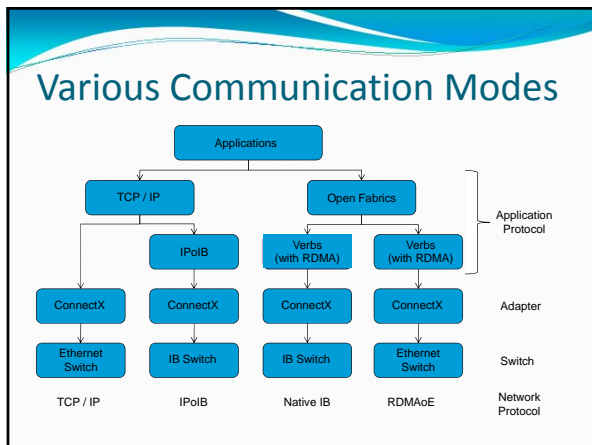 Various Communication Modes
Applications
TCP / IP
Open Fabrics
Application
Protocol
IPoIB
Verbs
(with RDMA)
Verbs
(with RDMA)
ConnectX
ConnectX
ConnectX
ConnectX
Adapter
Ethernet
Switch
IB Switch
IB Switch
Ethernet
Switch
Switch
TCP / IP
IPoIB
Native IB
RDMAoE
Network
Protocol